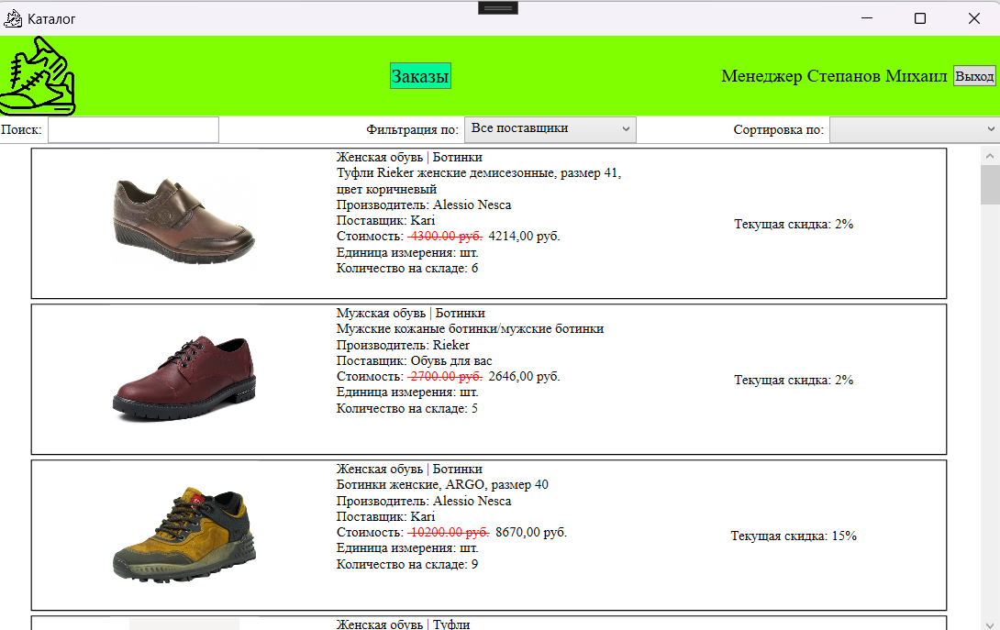 Каталог
Заказы
Менеджер Степанов Михаил Выход
Поиск: Фильтрация по: Все поставщики Сортировка по:
Женская обувь | Ботинки
Туфли Rieker женские демисезонные, размер 41,
цвет коричневый
Производитель: Alessio Nesca
Поставщик: Kari
Стоимость: 4300.00 руб. 4214,00 руб.
Единица измерения: шт.
Количество на складе: 6
Текущая скидка: 2%
Мужская обувь | Ботинки
Мужские кожаные ботинки/мужские ботинки
Производитель: Rieker
Поставщик: Обувь для вас
Стоимость: 2700.00 руб. 2646,00 руб.
Единица измерения: шт.
Количество на складе: 5
Текущая скидка: 2%
Женская обувь | Ботинки
Ботинки женские, ARGO, размер 40
Производитель: Alessio Nesca
Поставщик: Kari
Стоимость: 10200.00 руб. 8670,00 руб.
Единица измерения: шт.
Количество на складе: 9
Текущая скидка: 15%
Женская обувь | Туфли